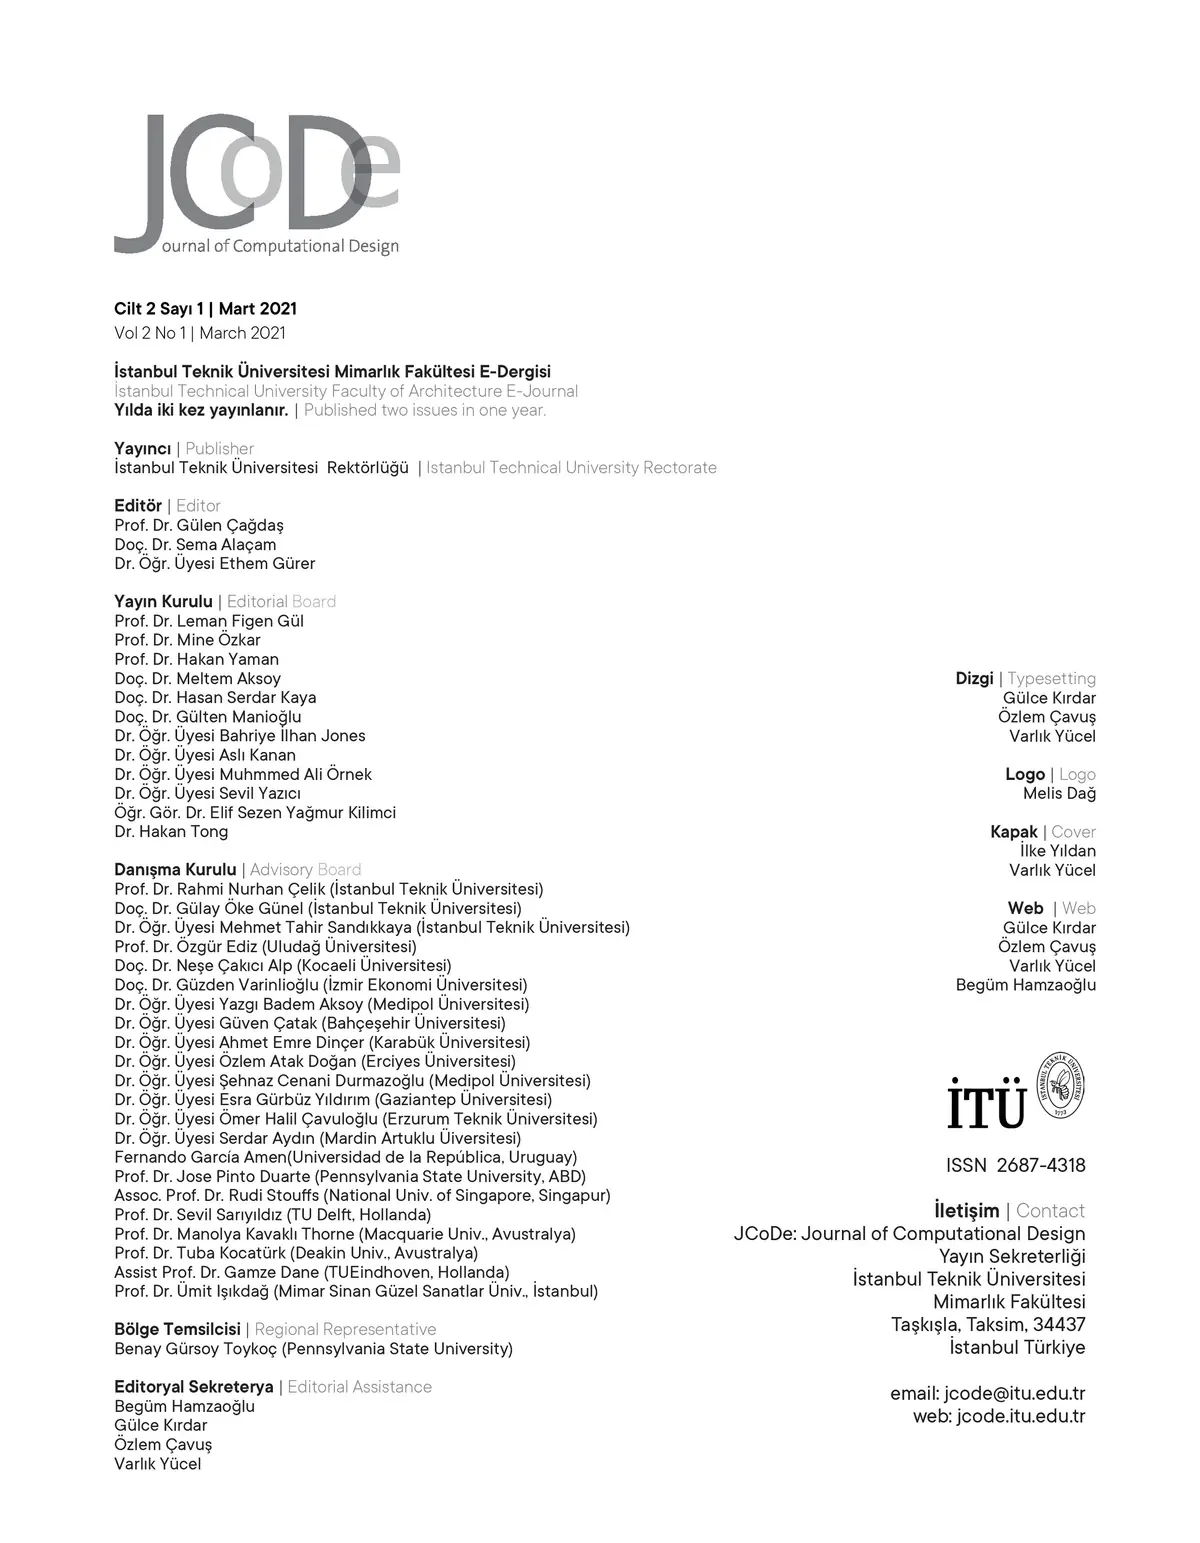 JCoDe
Journal of Computational Design
Cilt 2 Sayı 1 | Mart 2021
Vol 2 No 1 | March 2021
İstanbul Teknik Üniversitesi Mimarlık Fakültesi E-Dergisi
İstanbul Technical University Faculty of Architecture E-Journal
Yılda iki kez yayınlanır. | Published two issues in one year.
Yayıncı | Publisher
İstanbul Teknik Üniversitesi Rektörlüğü | Istanbul Technical University Rectorate
Editör | Editor
Prof. Dr. Gülen Çağdaş
Doç. Dr. Sema Alaçam
Dr. Öğr. Üyesi Ethem Gürer
Yayın Kurulu | Editorial Board
Prof. Dr. Leman Figen Gül
Prof. Dr. Mine Özkar
Prof. Dr. Hakan Yaman
Doç. Dr. Meltem Aksoy
Doç. Dr. Hasan Serdar Kaya
Doç. Dr. Gülten Manioğlu
Dr. Öğr. Üyesi Bahriye İlhan Jones
Dr. Öğr. Üyesi Aslı Kanan
Dr. Öğr. Üyesi Muhmmed Ali Örnek
Dr. Öğr. Üyesi Sevil Yazıcı
Öğr. Gör. Dr. Elif Sezen Yağmur Kilimci
Dr. Hakan Tong
Danışma Kurulu | Advisory Board
Prof. Dr. Rahmi Nurhan Çelik (İstanbul Teknik Üniversitesi)
Doç. Dr. Gülay Öke Günel (İstanbul Teknik Üniversitesi)
Dr. Öğr. Üyesi Mehmet Tahir Sandıkkaya (İstanbul Teknik Üniversitesi)
Prof. Dr. Özgür Ediz (Uludağ Üniversitesi)
Doç. Dr. Neşe Çakıcı Alp (Kocaeli Üniversitesi)
Doç. Dr. Güzden Varinlioğlu (İzmir Ekonomi Üniversitesi)
Dr. Öğr. Üyesi Yazgı Badem Aksoy (Medipol Üniversitesi)
Dr. Öğr. Üyesi Güven Çatak (Bahçeşehir Üniversitesi)
Dr. Öğr. Üyesi Ahmet Emre Dinçer (Karabük Üniversitesi)
Dr. Öğr. Üyesi Özlem Atak Doğan (Erciyes Üniversitesi)
Dr. Öğr. Üyesi Şehnaz Cenani Durmazoğlu (Medipol Üniversitesi)
Dr. Öğr. Üyesi Esra Gürbüz Yıldırım (Gaziantep Üniversitesi)
Dr. Öğr. Üyesi Ömer Halil Çavuloğlu (Erzurum Teknik Üniversitesi)
Dr. Öğr. Üyesi Serdar Aydın (Mardin Artuklu Üiversitesi)
Fernando García Amen(Universidad de la República, Uruguay)
Prof. Dr. Jose Pinto Duarte (Pennsylvania State University, ABD)
Assoc. Prof. Dr. Rudi Stouffs (National Univ. of Singapore, Singapur)
Prof. Dr. Sevil Sarıyıldız (TU Delft, Hollanda)
Prof. Dr. Manolya Kavaklı Thorne (Macquarie Univ., Avustralya)
Prof. Dr. Tuba Kocatürk (Deakin Univ., Avustralya)
Assist Prof. Dr. Gamze Dane (TUEindhoven, Hollanda)
Prof. Dr. Ümit Işıkdağ (Mimar Sinan Güzel Sanatlar Üniv., İstanbul)
Bölge Temsilcisi | Regional Representative
Benay Gürsoy Toykoç (Pennsylvania State University)
Editoryal Sekreterya | Editorial Assistance
Begüm Hamzaoğlu
Gülce Kırdar
Özlem Çavuş
Varlık Yücel
Dizgi | Typesetting
Gülce Kırdar
Özlem Çavuş
Varlık Yücel
Logo | Logo
Melis Dağ
Kapak | Cover
İlke Yıldan
Varlık Yücel
Web | Web
Gülce Kırdar
Özlem Çavuş
Varlık Yücel
Begüm Hamzaoğlu
İTÜ
İSTANBUL TEKNİK ÜNİVERSİTESİ
1773
ISSN 2687-4318
İletişim | Contact
JCoDe: Journal of Computational Design
Yayın Sekreterliği
İstanbul Teknik Üniversitesi
Mimarlık Fakültesi
Taşkışla, Taksim, 34437
İstanbul Türkiye
email: jcode@itu.edu.tr
web: jcode.itu.edu.tr